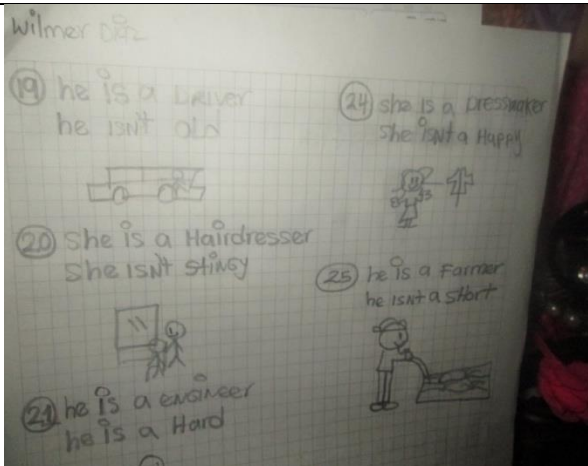 Wilmer Diaz
19 he is a Driver
he isn't old
20 she is a Hairdresser
she isn't stingy
21 he is a engineer
he is a Hard
24 she is a Dressmaker
she isn't a Happy
25 he is a Farmer
he isn't a short